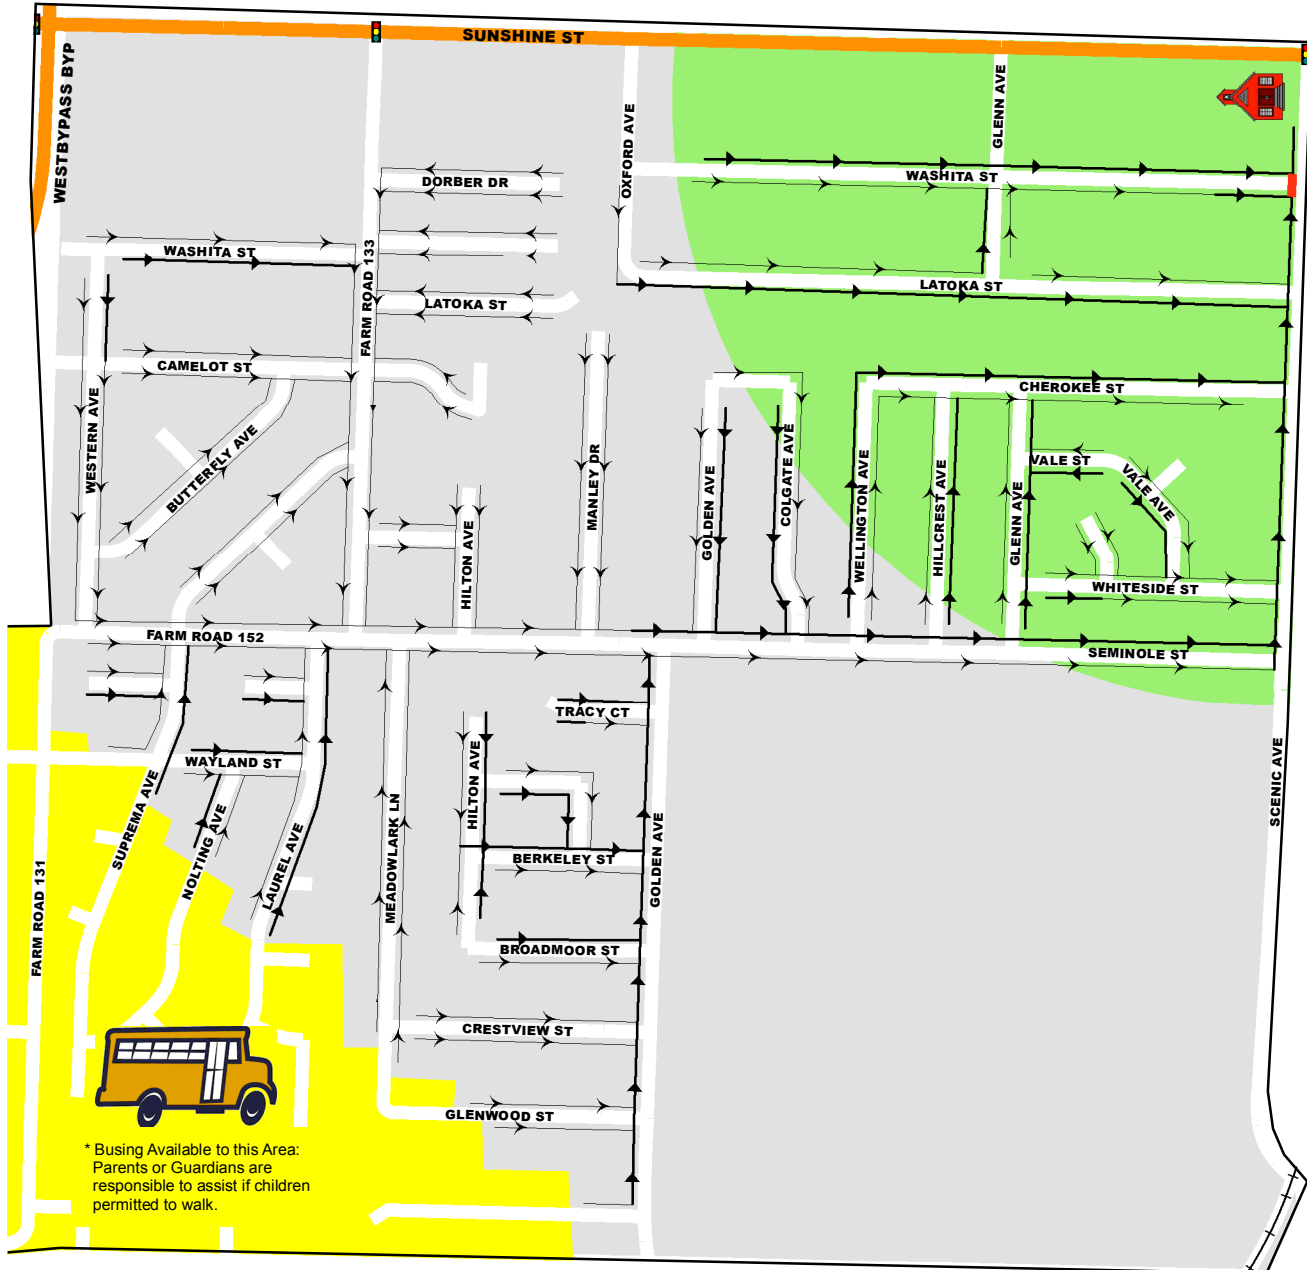 SUNSHINE ST
WESTBYPASS BYP
OXFORD AVE
GLENN AVE
DORBER DR
WASHITA ST
WASHITA ST
FARM ROAD 133
LATOKA ST
LATOKA ST
CAMELOT ST
CHEROKEE ST
WESTERN AVE
BUTTERFLY AVE
MANLEY DR
GOLDEN AVE
COLGATE AVE
WELLINGTON AVE
HILLCREST AVE
GLENN AVE
VALE ST
VALE AVE
HILTON AVE
WHITESIDE ST
FARM ROAD 152
SEMINOLE ST
TRACY CT
WAYLAND ST
HILTON AVE
SCENIC AVE
SUPREMA AVE
NOLTING AVE
LAUREL AVE
MEADOWLARK LN
BERKELEY ST
GOLDEN AVE
FARM ROAD 131
BROADMOOR ST
CRESTVIEW ST
GLENWOOD ST
* Busing Available to this Area:
Parents or Guardians are
responsible to assist if children
permitted to walk.